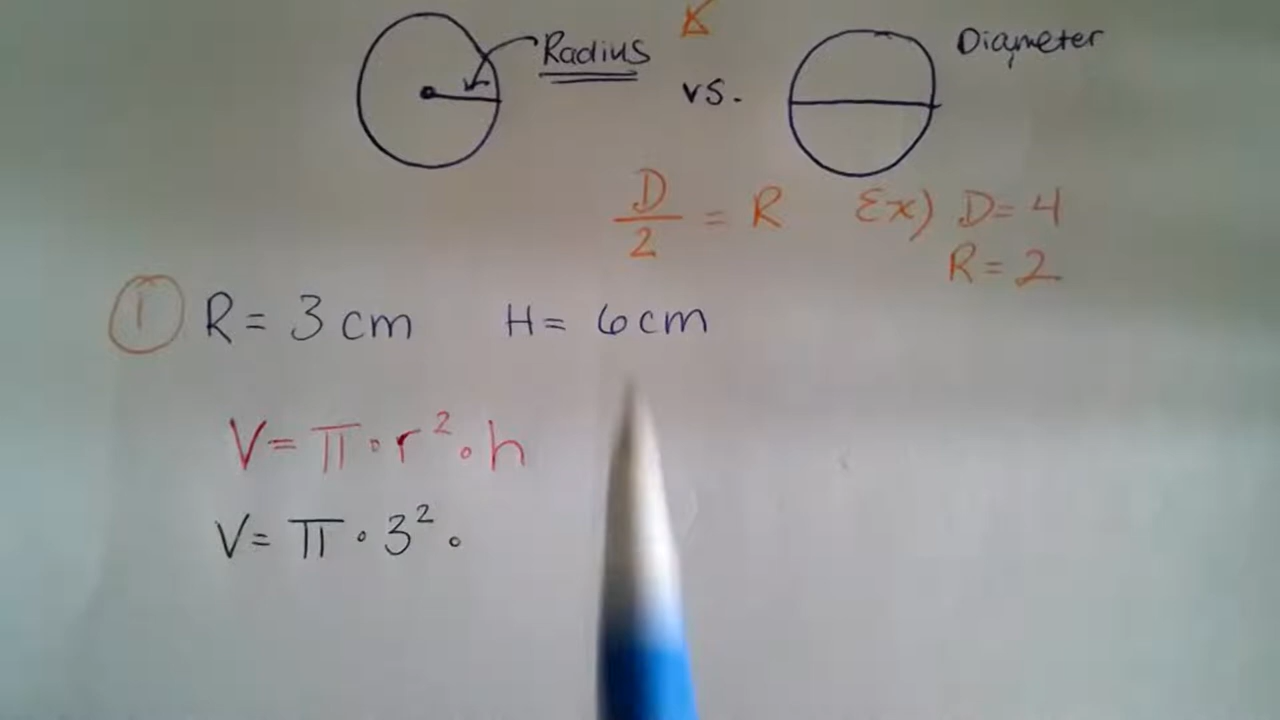 Radius vs. Diameter
D/2 = R Ex) D = 4
R = 2
① R = 3 cm H = 6 cm
V = π · r² · h
V = π · 3² ·